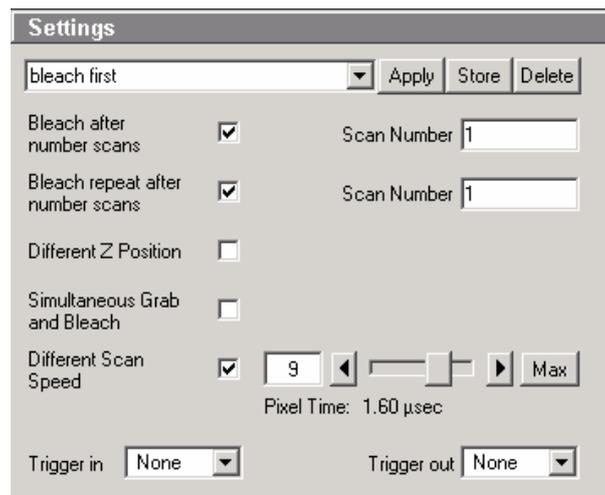 Settings
bleach first Apply Store Delete
Bleach after
number scans
Scan Number 1
Bleach repeat after
number scans
Scan Number 1
Different Z Position
Simultaneous Grab
and Bleach
Different Scan
Speed
9 Max
Pixel Time: 1.60 µsec
Trigger in None Trigger out None